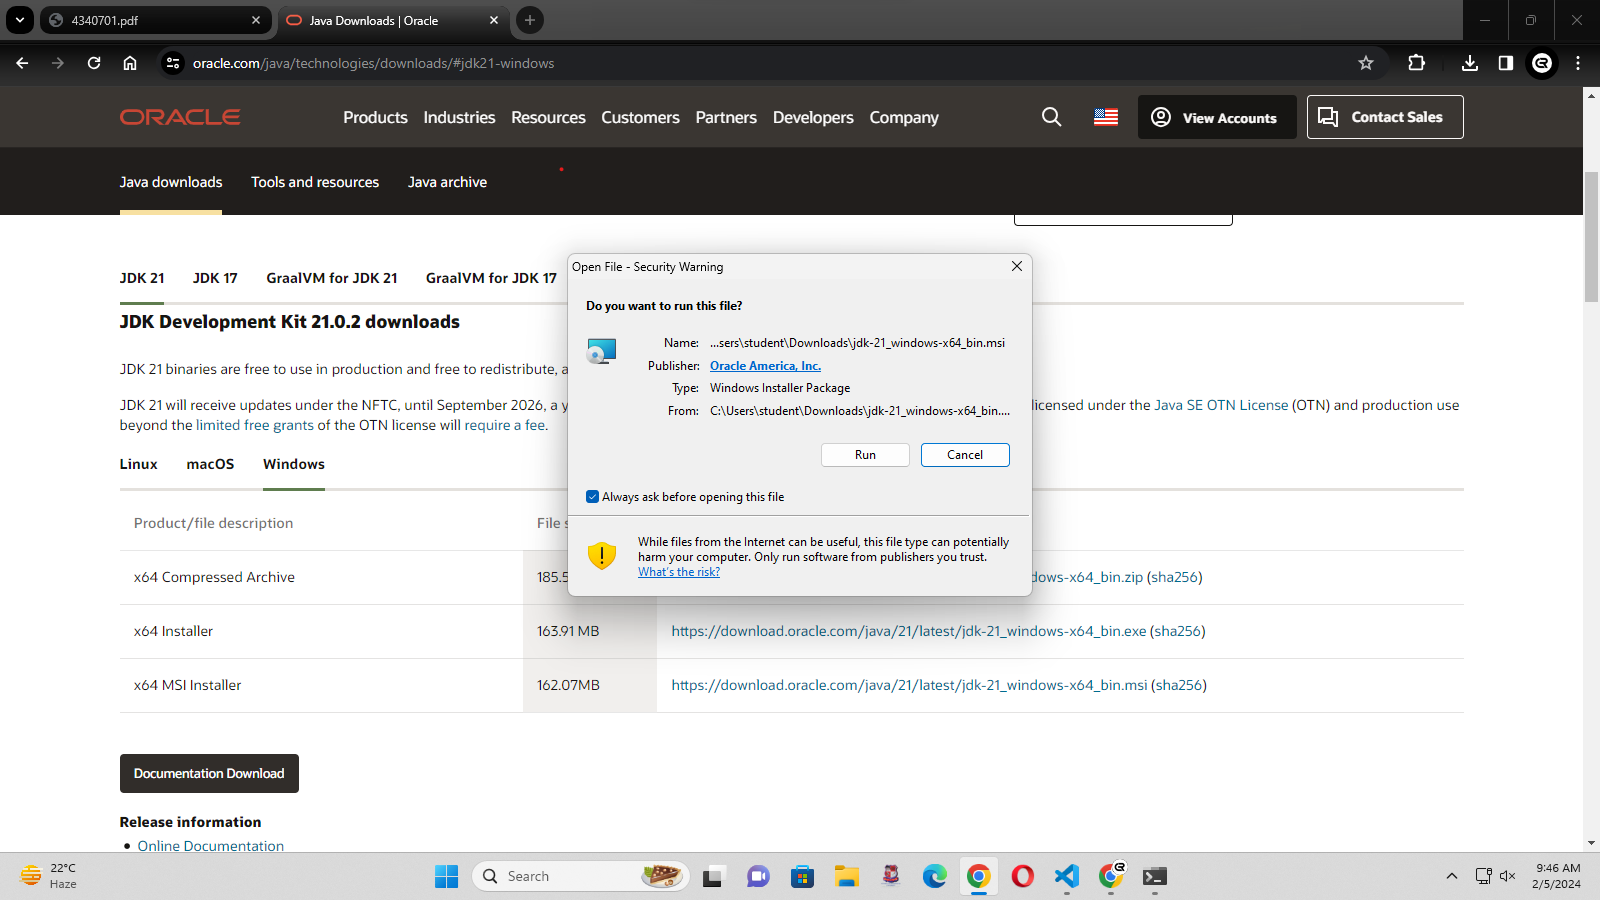 4340701.pdf
Java Downloads | Oracle
oracle.com/java/technologies/downloads/#jdk21-windows
ORACLE
Products Industries Resources Customers Partners Developers Company
View Accounts
Contact Sales
Java downloads Tools and resources Java archive
JDK 21 JDK 17 GraalVM for JDK 21 GraalVM for JDK 17
JDK Development Kit 21.0.2 downloads
JDK 21 binaries are free to use in production and free to redistribute, a
JDK 21 will receive updates under the NFTC, until September 2026, a y licensed under the Java SE OTN License (OTN) and production use
beyond the limited free grants of the OTN license will require a fee.
Linux macOS Windows
Product/file description File s
x64 Compressed Archive 185.5 dows-x64_bin.zip (sha256)
x64 Installer 163.91 MB https://download.oracle.com/java/21/latest/jdk-21_windows-x64_bin.exe (sha256)
x64 MSI Installer 162.07MB https://download.oracle.com/java/21/latest/jdk-21_windows-x64_bin.msi (sha256)
Documentation Download
Release information
Online Documentation
Open File - Security Warning
Do you want to run this file?
Name: ...sers\student\Downloads\jdk-21_windows-x64_bin.msi
Publisher: Oracle America, Inc.
Type: Windows Installer Package
From: C:\Users\student\Downloads\jdk-21_windows-x64_bin....
Run Cancel
Always ask before opening this file
While files from the Internet can be useful, this file type can potentially
harm your computer. Only run software from publishers you trust.
What's the risk?
22°C
Haze
Search
9:46 AM
2/5/2024